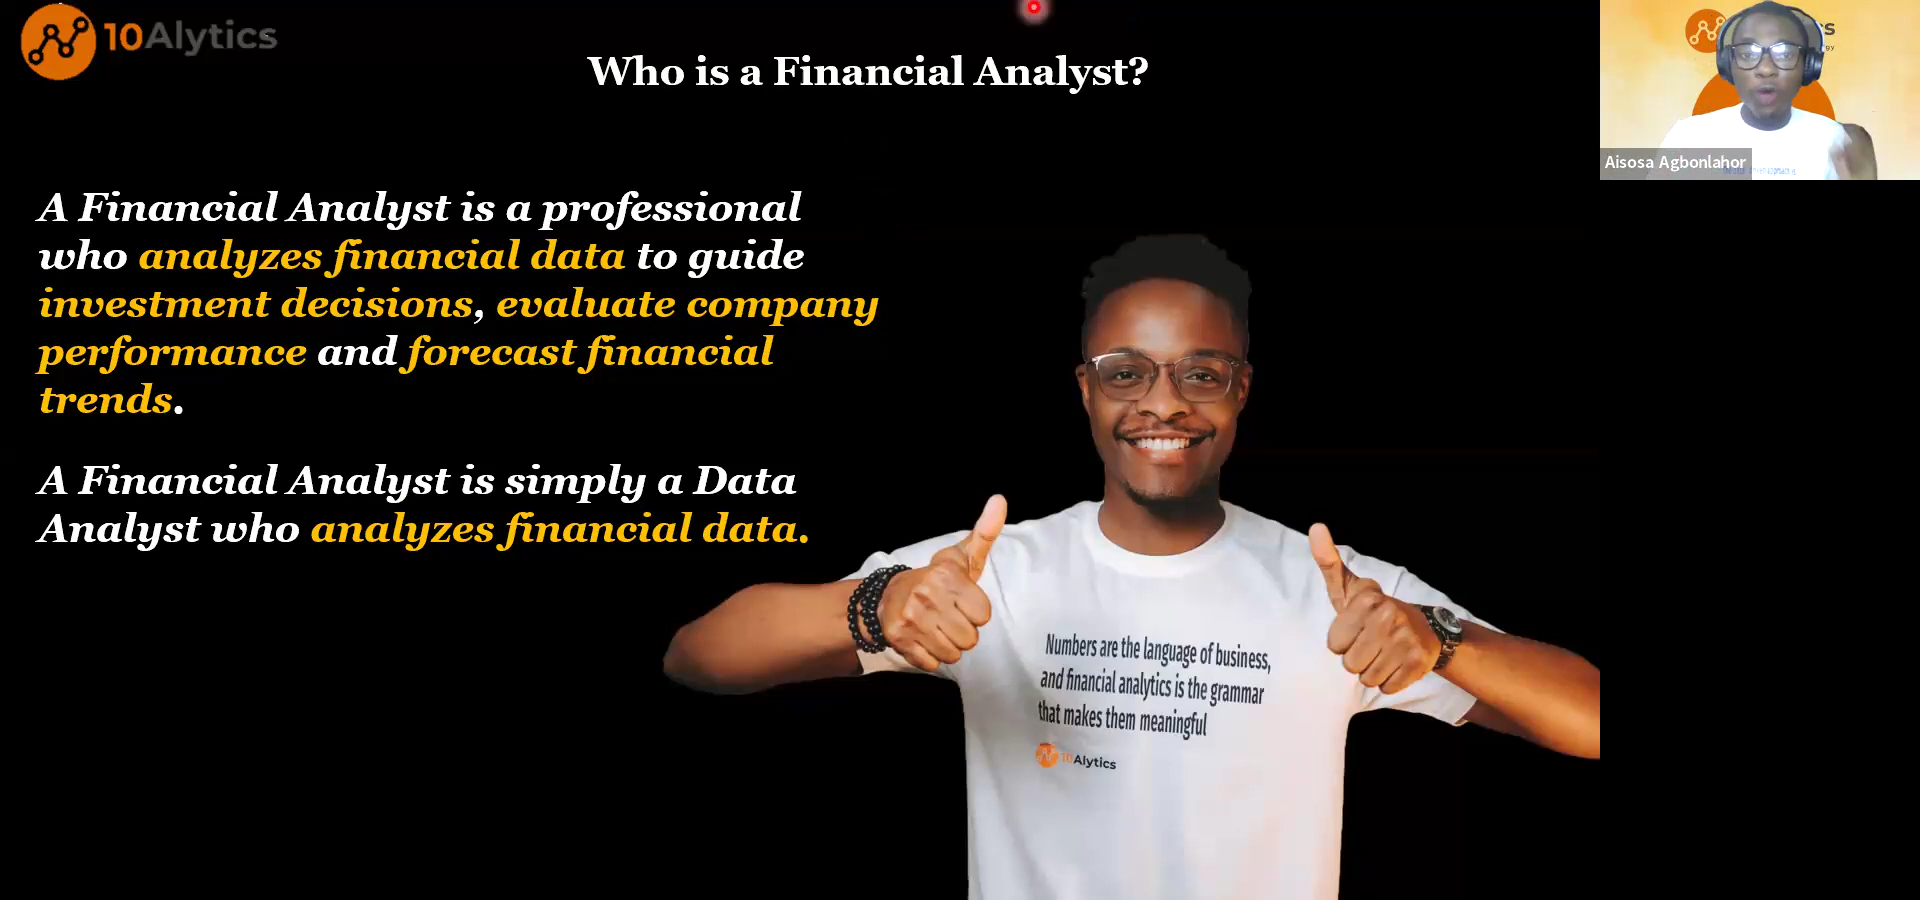 10Alytics
Who is a Financial Analyst?
Aisosa Agbonlahor
A Financial Analyst is a professional
who analyzes financial data to guide
investment decisions, evaluate company
performance and forecast financial
trends.
A Financial Analyst is simply a Data
Analyst who analyzes financial data.
Numbers are the language of business,
and financial analytics is the grammar
that makes them meaningful
10Alytics